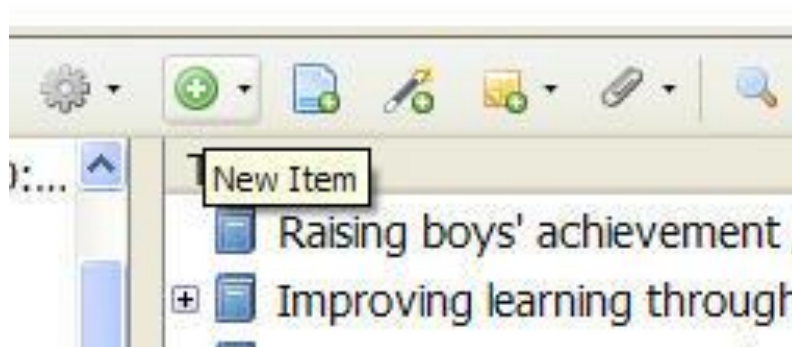 ):...
New Item
Raising boys' achievement
Improving learning through